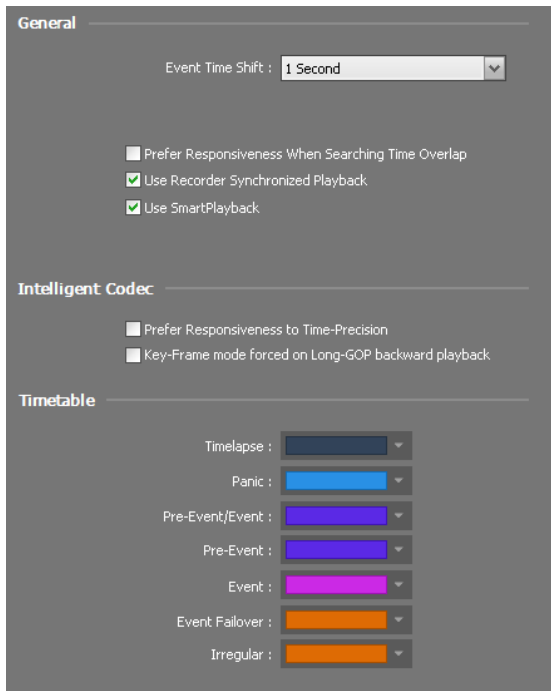 General
Event Time Shift : 1 Second
Prefer Responsiveness When Searching Time Overlap
Use Recorder Synchronized Playback
Use SmartPlayback
Intelligent Codec
Prefer Responsiveness to Time-Precision
Key-Frame mode forced on Long-GOP backward playback
Timetable
Timelapse :
Panic :
Pre-Event/Event :
Pre-Event :
Event :
Event Failover :
Irregular :